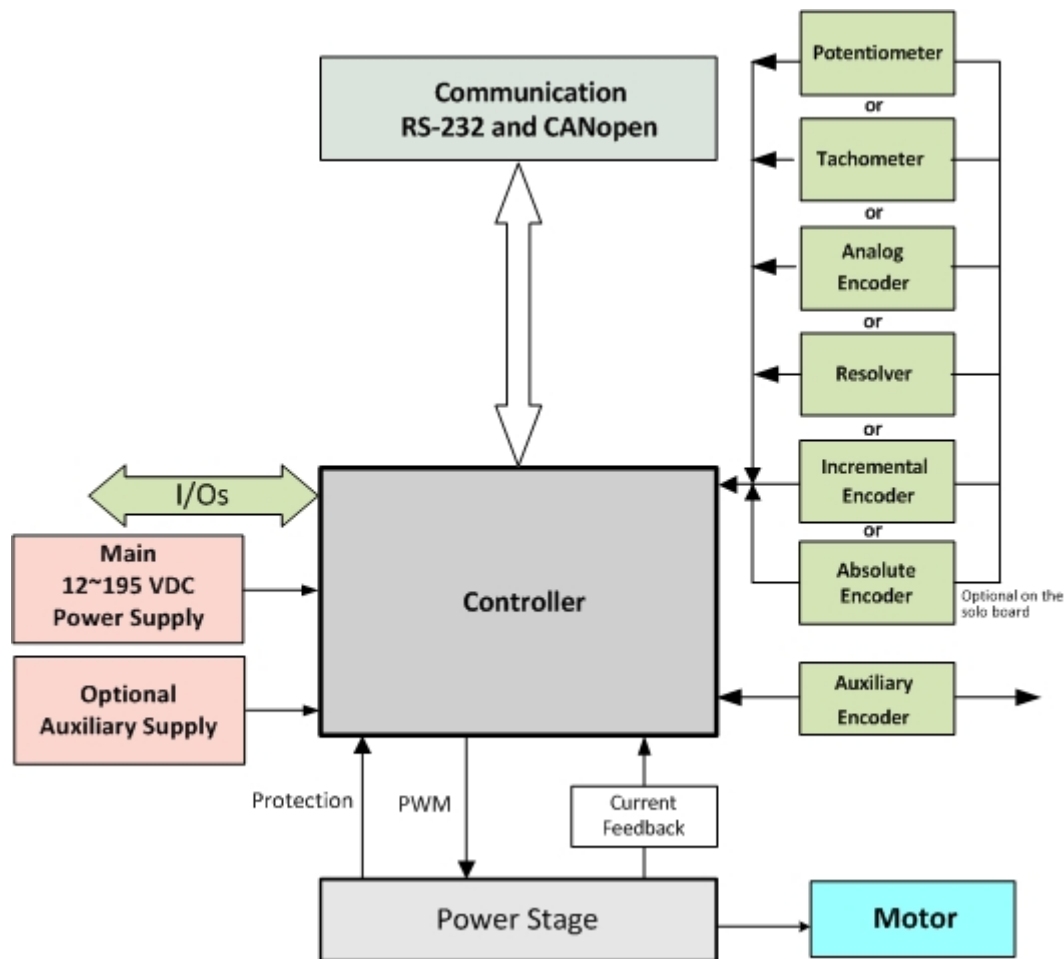 Communication
RS-232 and CANopen
Potentiometer
or
Tachometer
or
Analog
Encoder
or
Resolver
or
Incremental
Encoder
or
Absolute
Encoder
Optional on the
solo board
Auxiliary
Encoder
I/Os
Main
12~195 VDC
Power Supply
Optional
Auxiliary Supply
Controller
Protection
PWM
Current
Feedback
Power Stage
Motor